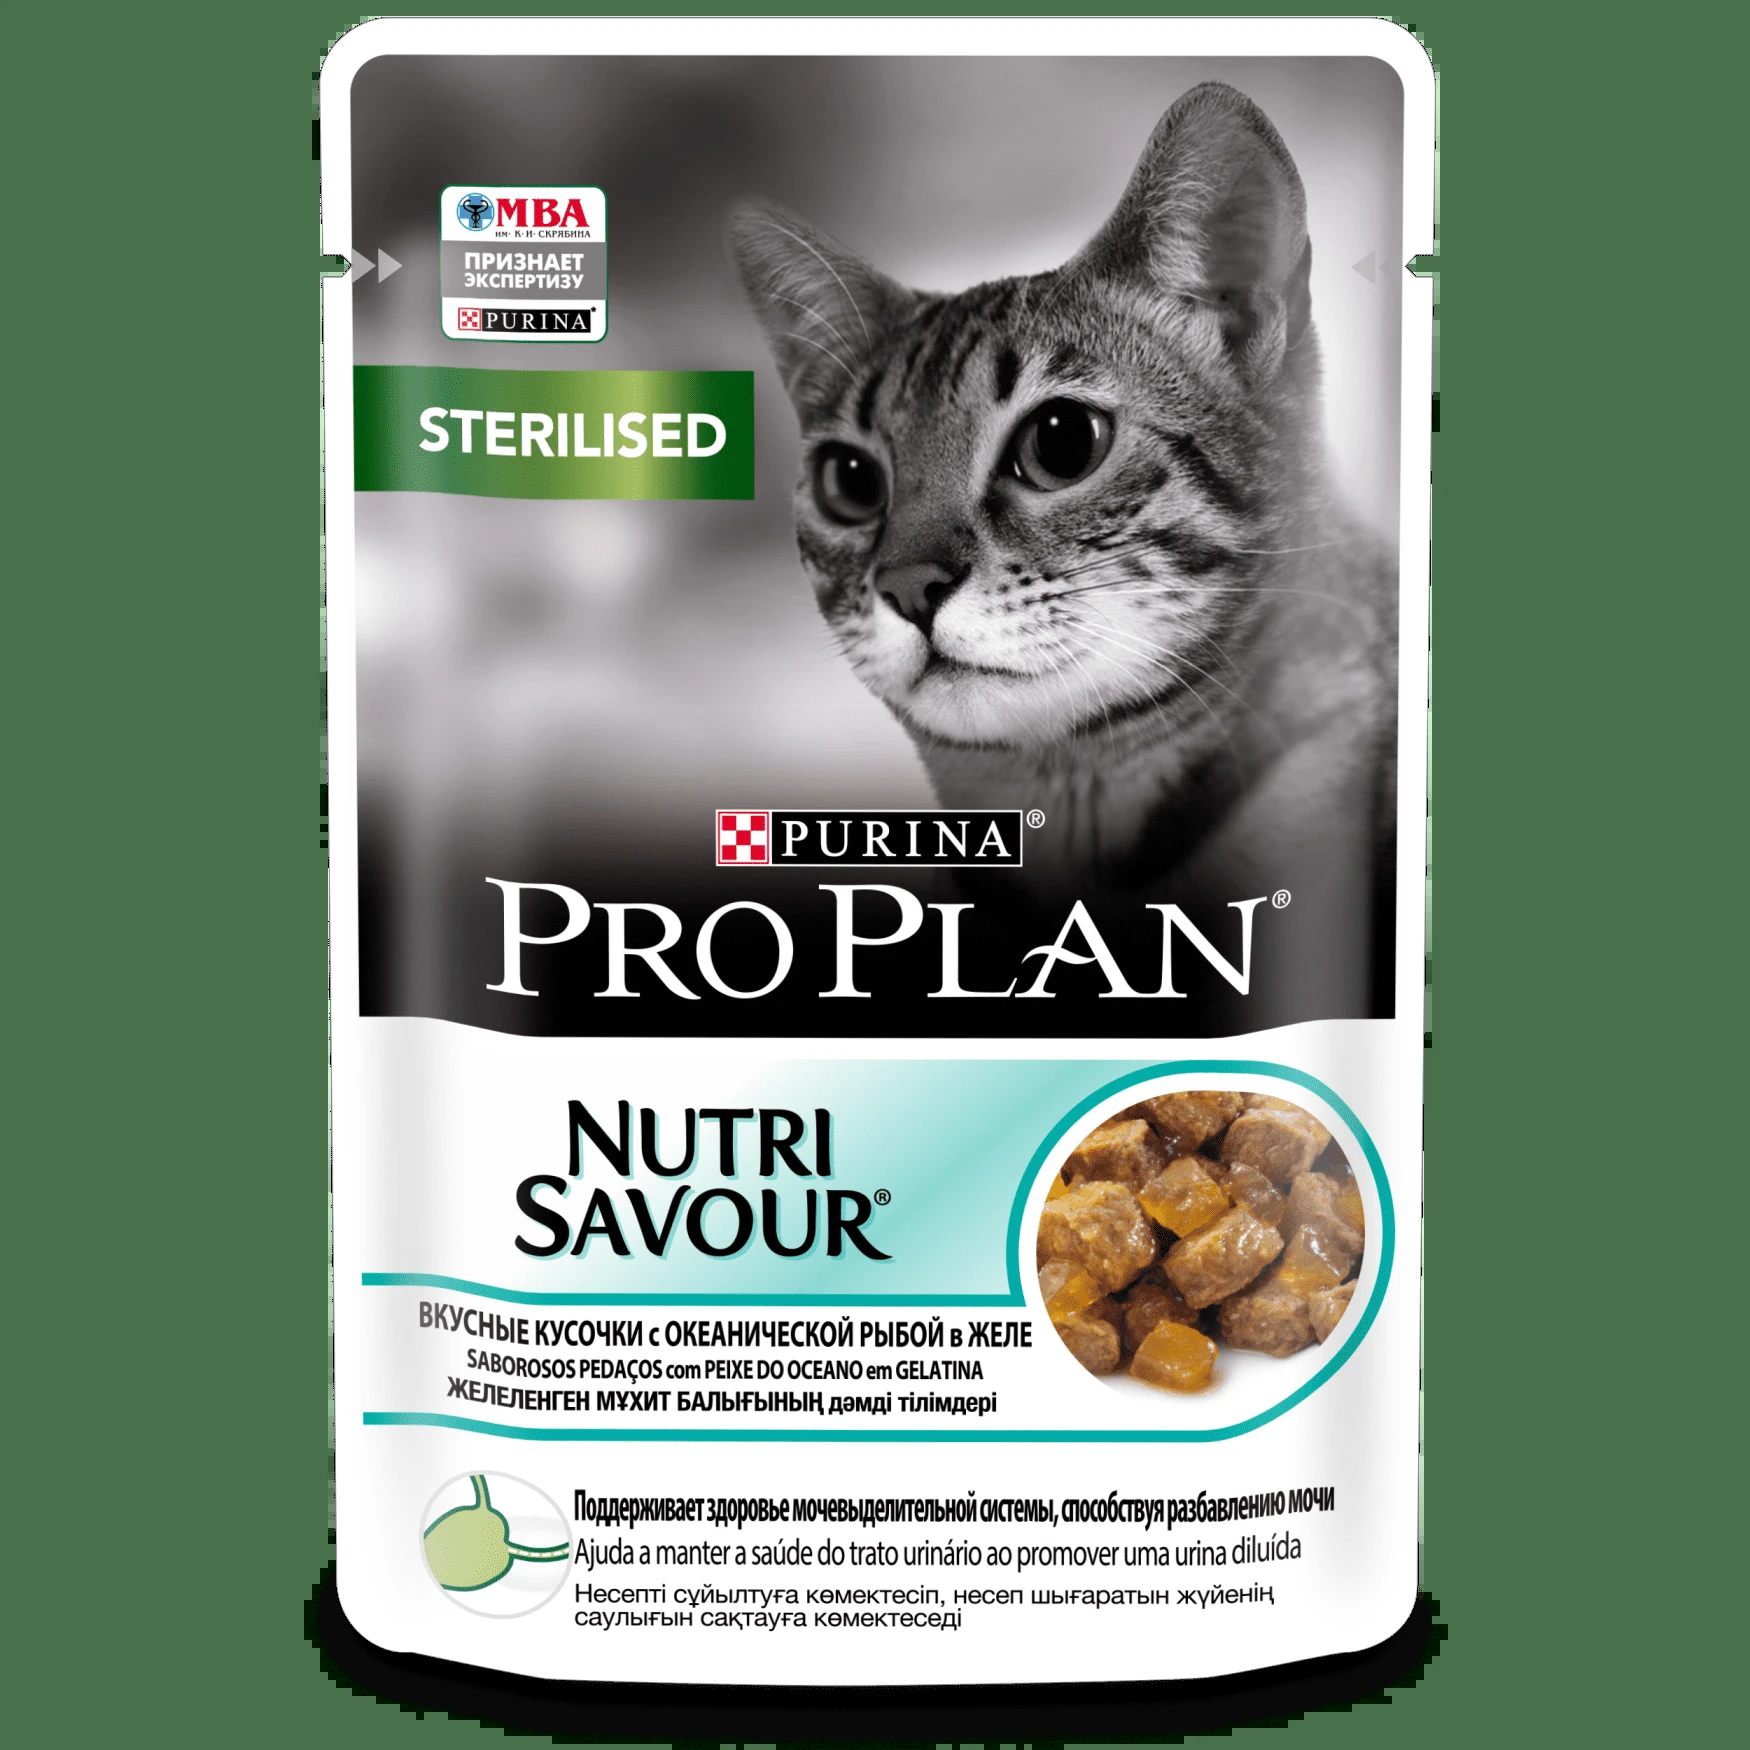 МВА
ИМ. К·И·СКРЯБИНА
ПРИЗНАЕТ
ЭКСПЕРТИЗУ
PURINA*
STERILISED
PURINA®
PRO PLAN®
NUTRI
SAVOUR®
ВКУСНЫЕ КУСОЧКИ с ОКЕАНИЧЕСКОЙ РЫБОЙ в ЖЕЛЕ
SABOROSOS PEDAÇOS com PEIXE DO OCEANO em GELATINA
ЖЕЛЕЛЕНГЕН МҰХИТ БАЛЫҒЫНЫҢ дәмді тілімдері
Поддерживает здоровье мочевыделительной системы, способствуя разбавлению мочи
Ajuda a manter a saúde do trato urinário ao promover uma urina diluída
Несепті сұйылтуға көмектесіп, несеп шығаратын жүйенің
саулығын сақтауға көмектеседі